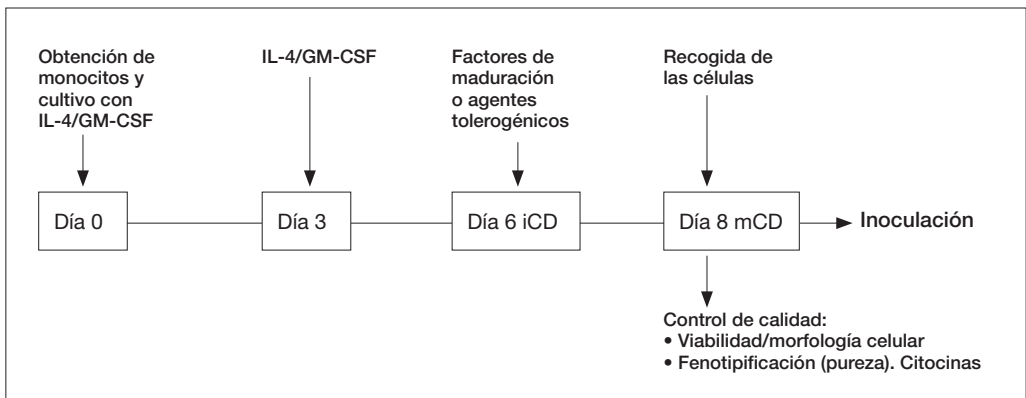 Obtención de
monocitos y
cultivo con
IL-4/GM-CSF
IL-4/GM-CSF
Factores de
maduración
o agentes
tolerogénicos
Recogida de
las células
Día 0
Día 3
Día 6 iCD
Día 8 mCD
Inoculación
Control de calidad:
• Viabilidad/morfología celular
• Fenotipificación (pureza). Citocinas